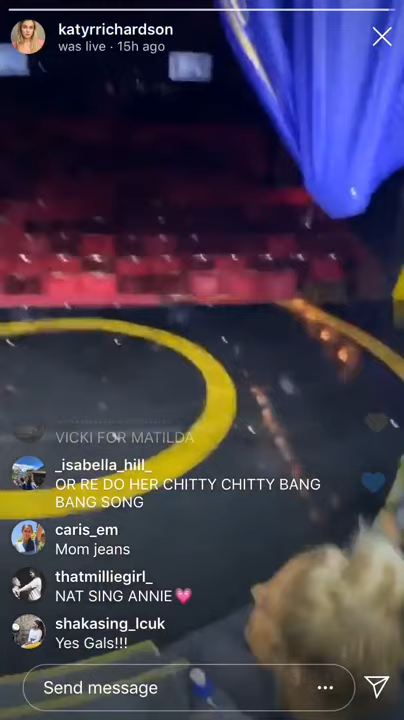 katyrrichardson
was live · 15h ago
VICKI FOR MATILDA
_isabella_hill_
OR RE DO HER CHITTY CHITTY BANG
BANG SONG
caris_em
Mom jeans
thatmilliegirl_
NAT SING ANNIE💗
shakasing_lcuk
Yes Gals!!!
Send message